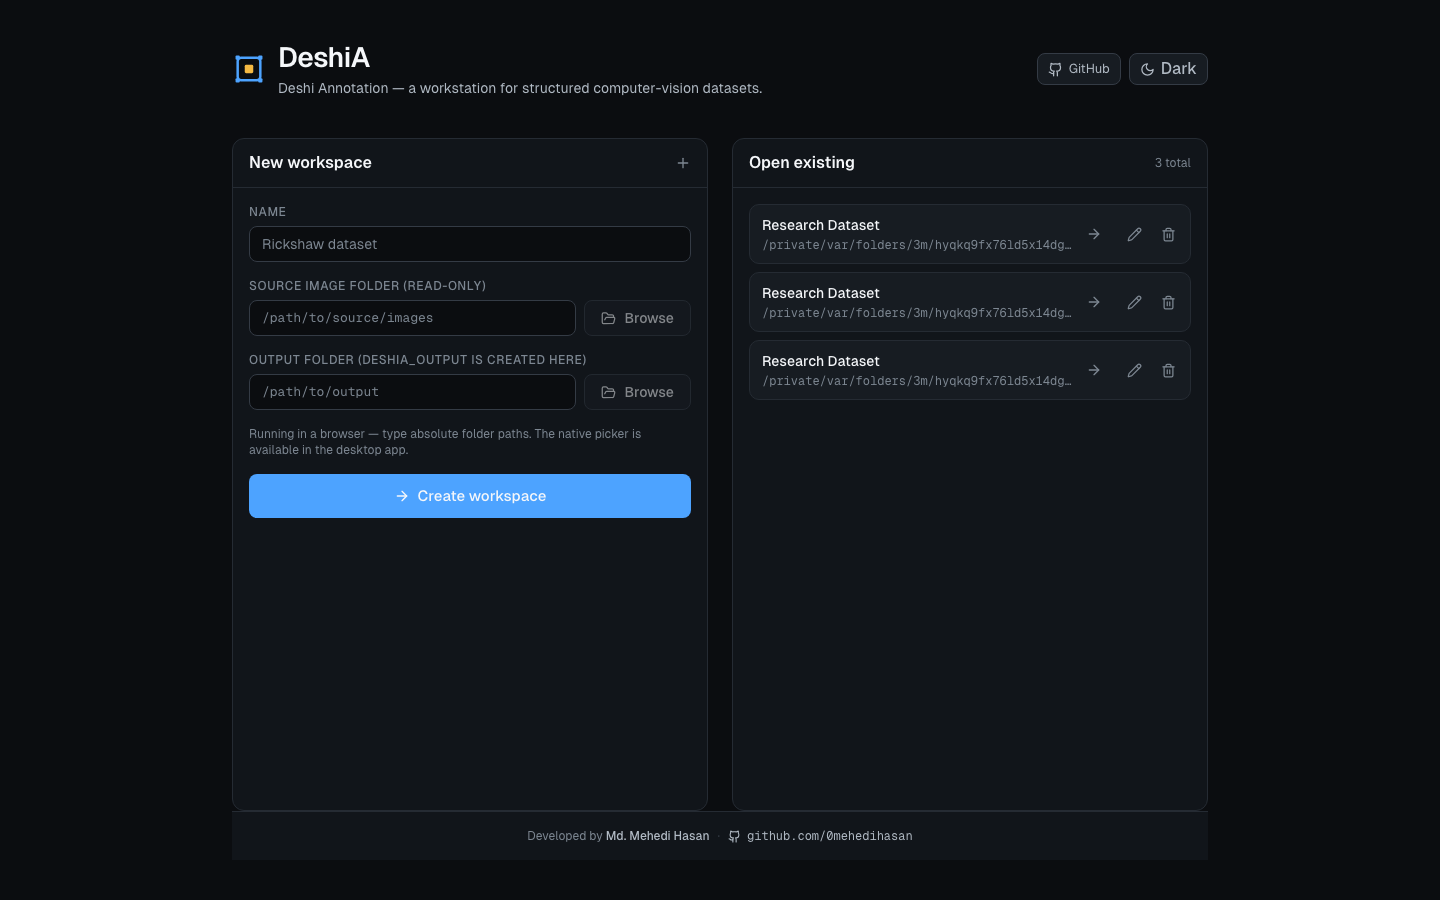 DeshiA
Deshi Annotation — a workstation for structured computer-vision datasets.
GitHub
Dark
New workspace
NAME
Rickshaw dataset
SOURCE IMAGE FOLDER (READ-ONLY)
/path/to/source/images
Browse
OUTPUT FOLDER (DESHIA_OUTPUT IS CREATED HERE)
/path/to/output
Browse
Running in a browser — type absolute folder paths. The native picker is
available in the desktop app.
Create workspace
Open existing
3 total
Research Dataset
/private/var/folders/3m/hyqkq9fx76ld5x14dg…
Research Dataset
/private/var/folders/3m/hyqkq9fx76ld5x14dg…
Research Dataset
/private/var/folders/3m/hyqkq9fx76ld5x14dg…
Developed by Md. Mehedi Hasan · github.com/0mehedihasan